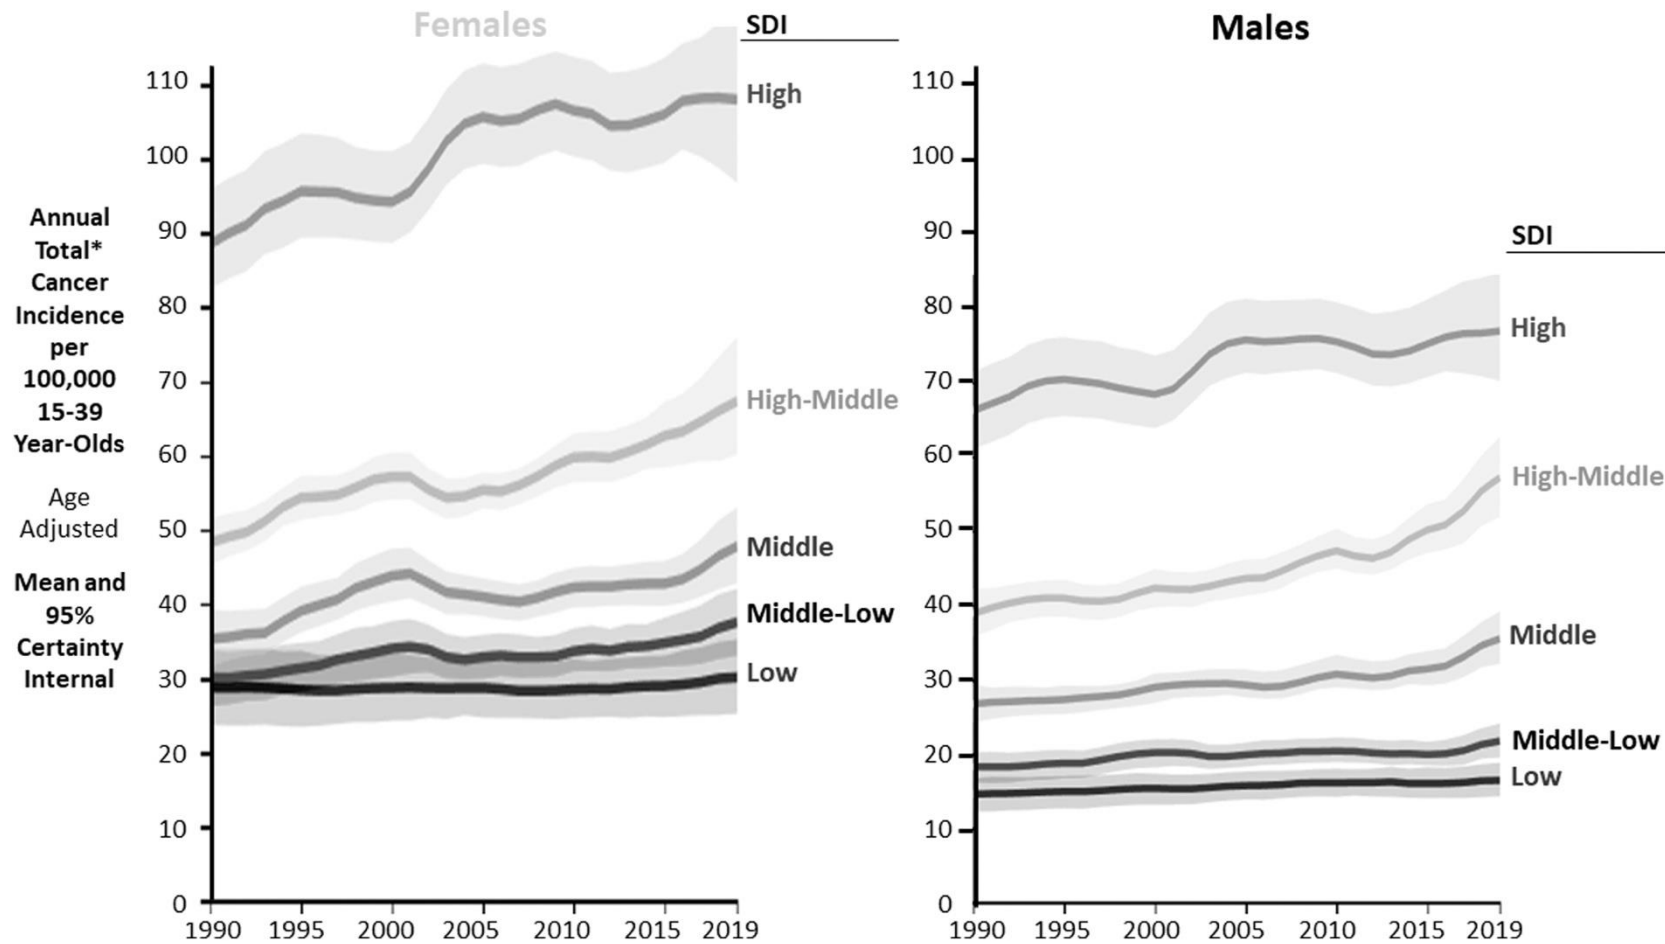 Females
SDI
Males
110
100
90
80
70
60
50
40
30
20
10
0
Annual
Total*
Cancer
Incidence
per
100,000
15-39
Year-Olds
Age
Adjusted
Mean and
95%
Certainty
Internal
High
High-Middle
Middle
Middle-Low
Low
1990 1995 2000 2005 2010 2015 2019
110
100
90
80
70
60
50
40
30
20
10
0
SDI
High
High-Middle
Middle
Middle-Low
Low
1990 1995 2000 2005 2010 2015 2019